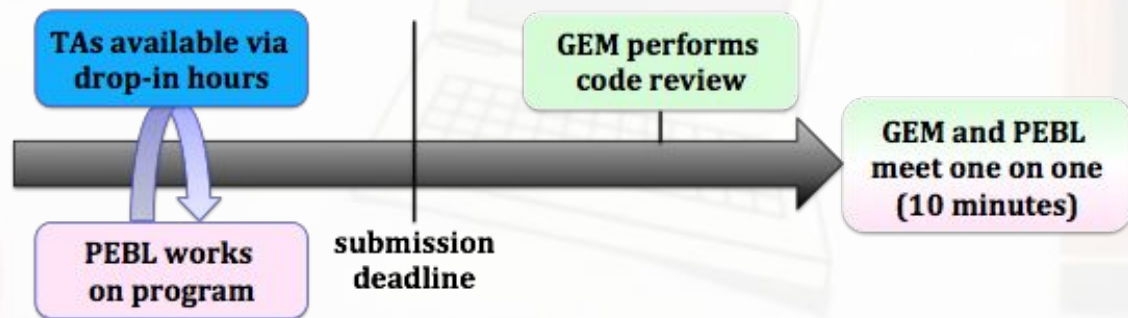 TAs available via
drop-in hours
GEM performs
code review
GEM and PEBL
meet one on one
(10 minutes)
PEBL works
on program
submission
deadline